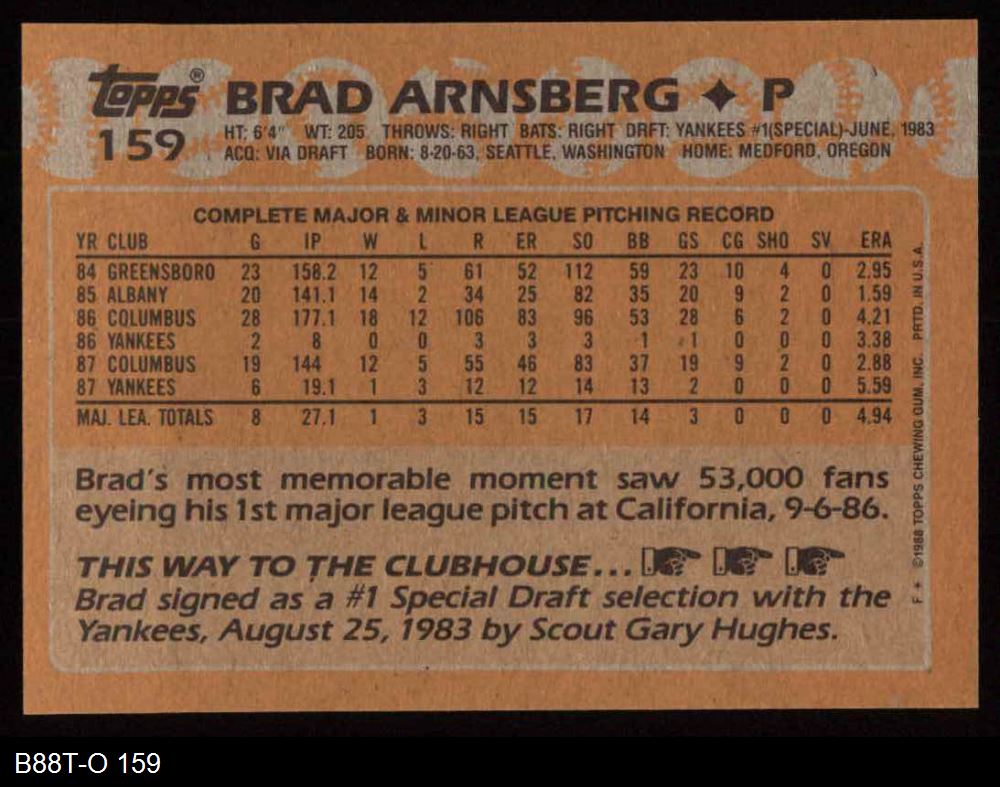 topps® BRAD ARNSBERG ✦ P
159
HT: 6'4" WT: 205 THROWS: RIGHT BATS: RIGHT DRFT: YANKEES #1(SPECIAL)-JUNE, 1983
ACQ: VIA DRAFT BORN: 8-20-63, SEATTLE, WASHINGTON HOME: MEDFORD, OREGON
COMPLETE MAJOR & MINOR LEAGUE PITCHING RECORD
YR CLUB G IP W L R ER SO BB GS CG SHO SV ERA
84 GREENSBORO 23 158.2 12 5 61 52 112 59 23 10 4 0 2.95
85 ALBANY 20 141.1 14 2 34 25 82 35 20 9 2 0 1.59
86 COLUMBUS 28 177.1 18 12 106 83 96 53 28 6 2 0 4.21
86 YANKEES 2 8 0 0 3 3 3 1 1 0 0 0 3.38
87 COLUMBUS 19 144 12 5 55 46 83 37 19 9 2 0 2.88
87 YANKEES 6 19.1 1 3 12 12 14 13 2 0 0 0 5.59
MAJ. LEA. TOTALS 8 27.1 1 3 15 15 17 14 3 0 0 0 4.94
Brad's most memorable moment saw 53,000 fans
eyeing his 1st major league pitch at California, 9-6-86.
THIS WAY TO THE CLUBHOUSE...
Brad signed as a #1 Special Draft selection with the
Yankees, August 25, 1983 by Scout Gary Hughes.
F* ©1988 TOPPS CHEWING GUM, INC. PRTD. IN U.S.A.
B88T-O 159